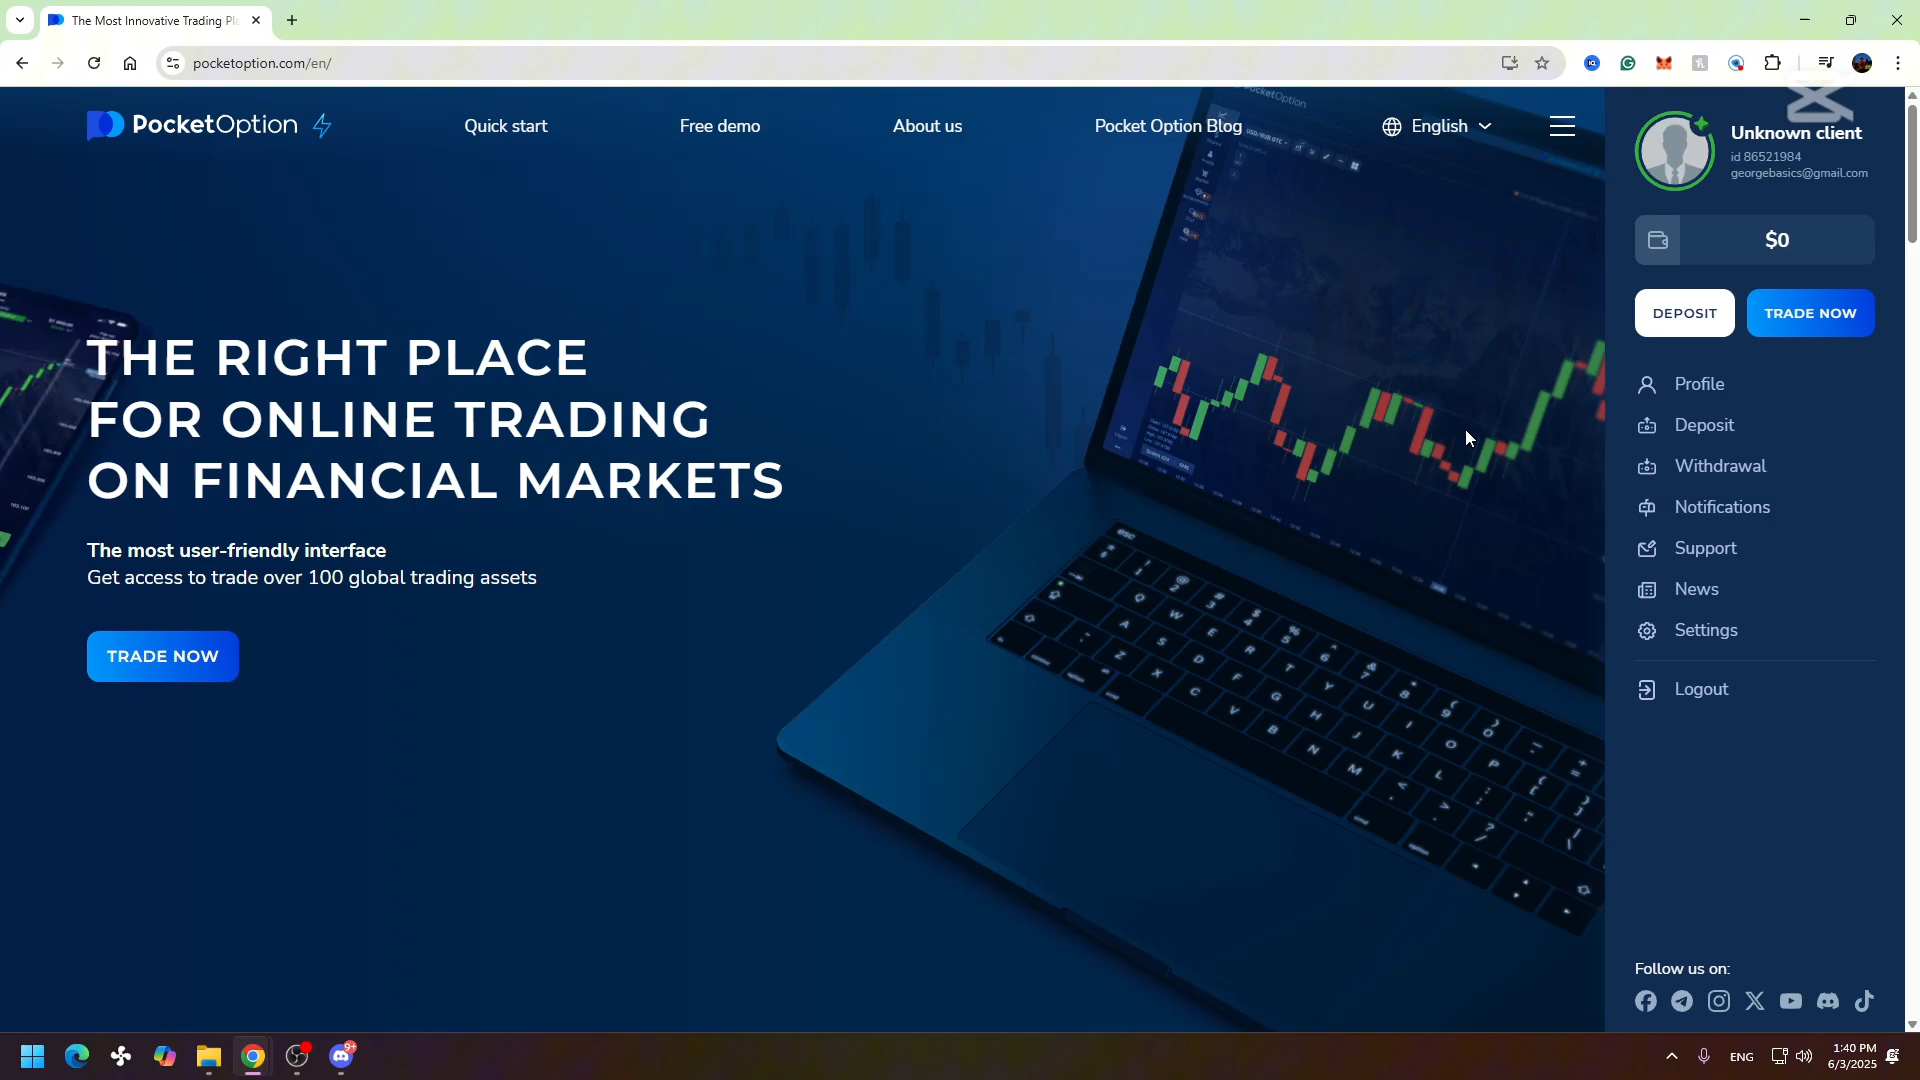 The Most Innovative Trading Pl
pocketoption.com/en/
PocketOption
Quick start
Free demo
About us
Pocket Option Blog
English
Unknown client
id 86521984
georgebasics@gmail.com
$0
DEPOSIT
TRADE NOW
THE RIGHT PLACE
FOR ONLINE TRADING
ON FINANCIAL MARKETS
The most user-friendly interface
Get access to trade over 100 global trading assets
TRADE NOW
Profile
Deposit
Withdrawal
Notifications
Support
News
Settings
Logout
Follow us on:
ENG
1:40 PM
6/3/2025
9+